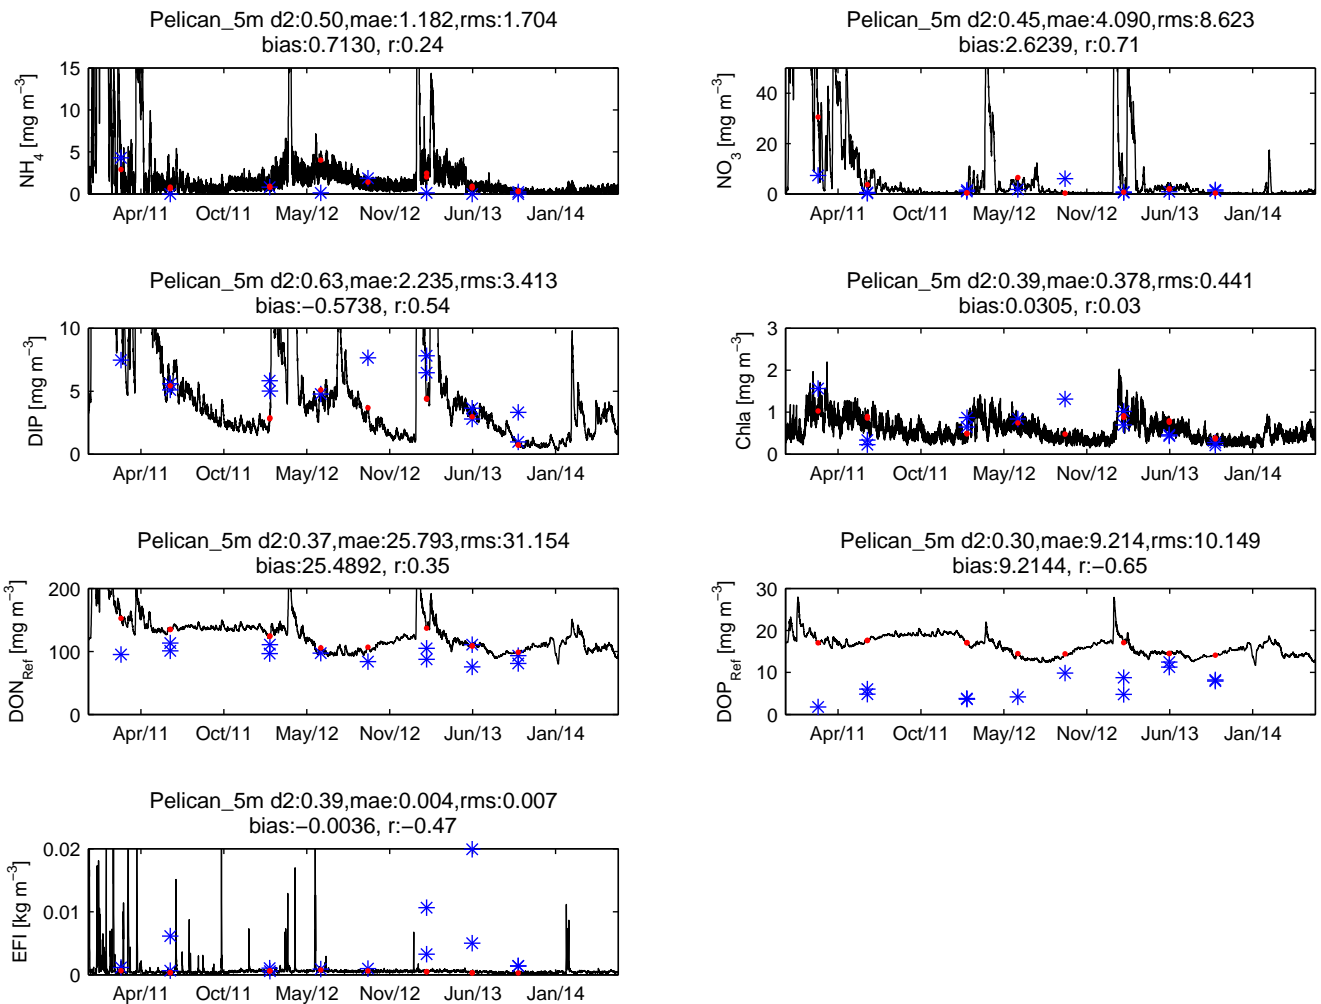 Pelican_5m d2:0.50,mae:1.182,rms:1.704
bias:0.7130, r:0.24
NH4 [mg m−3]
15
10
5
0
Apr/11 Oct/11 May/12 Nov/12 Jun/13 Jan/14
Pelican_5m d2:0.45,mae:4.090,rms:8.623
bias:2.6239, r:0.71
NO3 [mg m−3]
40
20
0
Apr/11 Oct/11 May/12 Nov/12 Jun/13 Jan/14
Pelican_5m d2:0.63,mae:2.235,rms:3.413
bias:−0.5738, r:0.54
DIP [mg m−3]
10
5
0
Apr/11 Oct/11 May/12 Nov/12 Jun/13 Jan/14
Pelican_5m d2:0.39,mae:0.378,rms:0.441
bias:0.0305, r:0.03
Chla [mg m−3]
3
2
1
0
Apr/11 Oct/11 May/12 Nov/12 Jun/13 Jan/14
Pelican_5m d2:0.37,mae:25.793,rms:31.154
bias:25.4892, r:0.35
DONRef [mg m−3]
200
100
0
Apr/11 Oct/11 May/12 Nov/12 Jun/13 Jan/14
Pelican_5m d2:0.30,mae:9.214,rms:10.149
bias:9.2144, r:−0.65
DOPRef [mg m−3]
30
20
10
0
Apr/11 Oct/11 May/12 Nov/12 Jun/13 Jan/14
Pelican_5m d2:0.39,mae:0.004,rms:0.007
bias:−0.0036, r:−0.47
EFI [kg m−3]
0.02
0.01
0
Apr/11 Oct/11 May/12 Nov/12 Jun/13 Jan/14